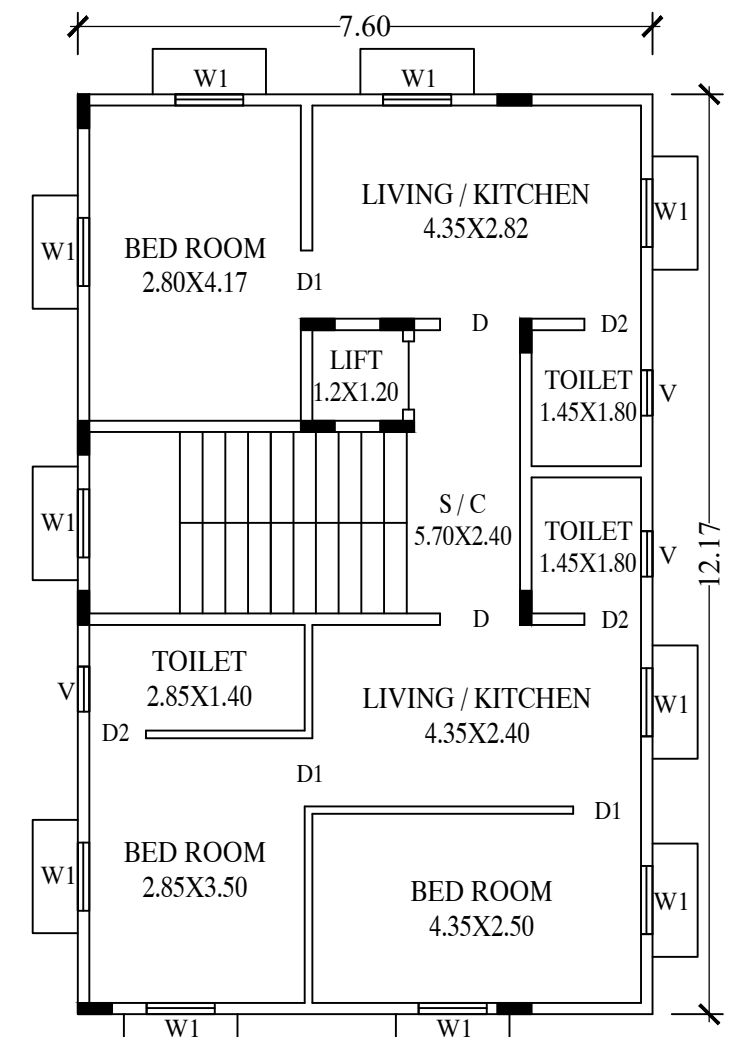 7.60
W1
W1
LIVING / KITCHEN
4.35X2.82
W1
W1
BED ROOM
2.80X4.17
D1
D
D2
LIFT
1.2X1.20
TOILET
1.45X1.80
V
S / C
5.70X2.40
W1
TOILET
1.45X1.80
V
12.17
D
D2
TOILET
2.85X1.40
V
D2
LIVING / KITCHEN
4.35X2.40
W1
D1
D1
BED ROOM
2.85X3.50
W1
BED ROOM
4.35X2.50
W1
W1
W1